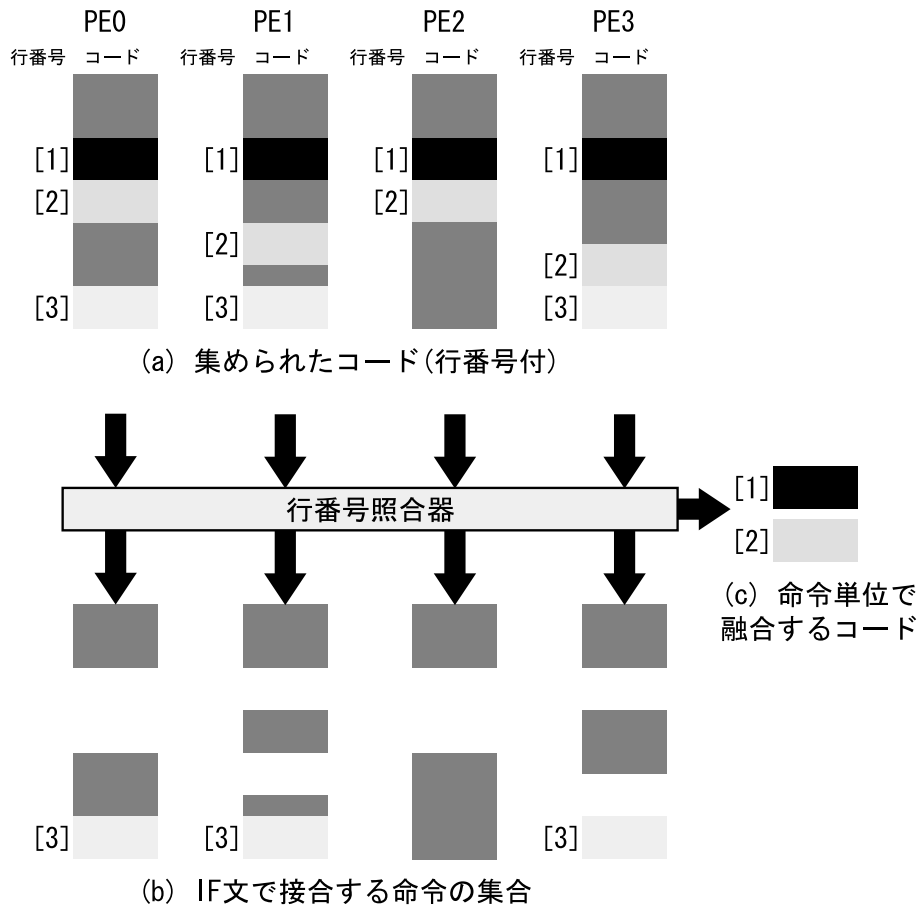 PE0 PE1 PE2 PE3
行番号 コード 行番号 コード 行番号 コード 行番号 コード
[1] [1] [1] [1]
[2] [2]
[2]
[2]
[3] [3] [3]
(a) 集められたコード(行番号付)
行番号照合器
[1]
[2]
(c) 命令単位で
融合するコード
[3] [3] [3]
(b) IF文で接合する命令の集合